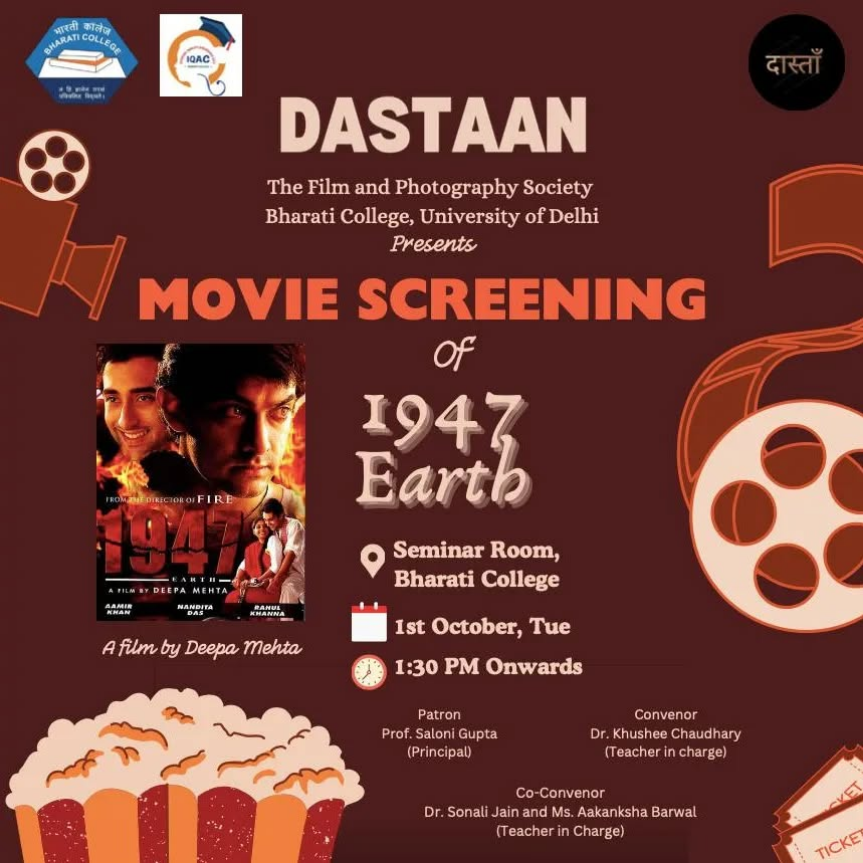 भारती कॉलेज
BHARATI COLLEGE
IQAC
दास्ताँ
DASTAAN
The Film and Photography Society
Bharati College, University of Delhi
Presents
MOVIE SCREENING
Of
1947
Earth
FROM THE DIRECTOR OF FIRE
1947
EARTH
A FILM BY DEEPA MEHTA
AAMIR KHAN
NANDITA DAS
RAHUL KHANNA
A film by Deepa Mehta
Seminar Room,
Bharati College
1st October, Tue
1:30 PM Onwards
Patron
Prof. Saloni Gupta
(Principal)
Convenor
Dr. Khushee Chaudhary
(Teacher in charge)
Co-Convenor
Dr. Sonali Jain and Ms. Aakanksha Barwal
(Teacher in Charge)
TICKET
TICKET